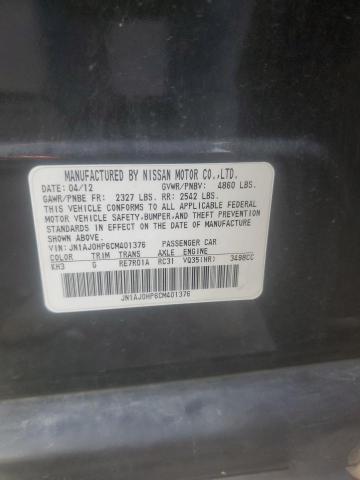 MANUFACTURED BY NISSAN MOTOR CO.,LTD.
DATE: 04/12 GVWR/PNBV: 4860 LBS.
GAWR/PNBE FR: 2327 LBS. RR: 2542 LBS.
THIS VEHICLE CONFORMS TO ALL APPLICABLE FEDERAL
MOTOR VEHICLE SAFETY, BUMPER, AND THEFT PREVENTION
STANDARDS IN EFFECT ON THE DATE OF MANUFACTURE
SHOWN ABOVE.
VIN: JN1AJ0HP6CM401376 PASSENGER CAR
COLOR TRIM TRANS AXLE ENGINE
KH3 G RE7R01A RC31 VQ35(HR) 3498CC
JN1AJ0HP6CM401376